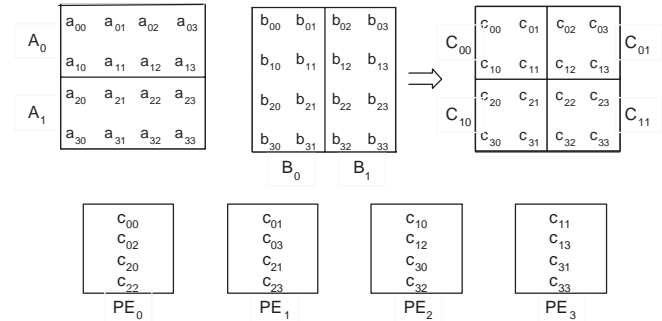 a₀₀ a₀₁ a₀₂ a₀₃ b₀₀ b₀₁ b₀₂ b₀₃ c₀₀ c₀₁ c₀₂ c₀₃
A₀ C₀₀ C₀₁
a₁₀ a₁₁ a₁₂ a₁₃ b₁₀ b₁₁ b₁₂ b₁₃ c₁₀ c₁₁ c₁₂ c₁₃
a₂₀ a₂₁ a₂₂ a₂₃ b₂₀ b₂₁ b₂₂ b₂₃ c₂₀ c₂₁ c₂₂ c₂₃
A₁ C₁₀ C₁₁
a₃₀ a₃₁ a₃₂ a₃₃ b₃₀ b₃₁ b₃₂ b₃₃ c₃₀ c₃₁ c₃₂ c₃₃
B₀ B₁
c₀₀ c₀₁ c₁₀ c₁₁
c₀₂ c₀₃ c₁₂ c₁₃
c₂₀ c₂₁ c₃₀ c₃₁
c₂₂ c₂₃ c₃₂ c₃₃
PE₀ PE₁ PE₂ PE₃